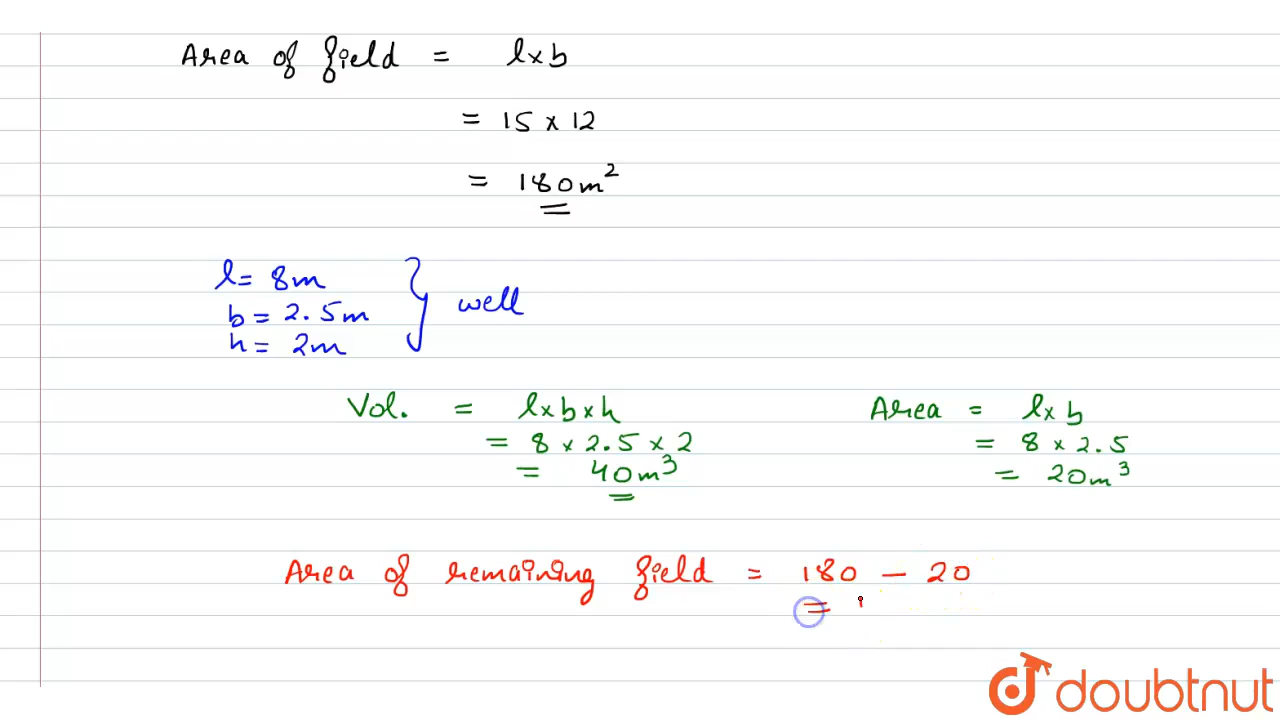 Area of field = l×b
= 15 × 12
= 180m²
l = 8m
b = 2.5m
h = 2m
well
Vol. = l×b×h
= 8 × 2.5 × 2
= 40m³
Area = l×b
= 8 × 2.5
= 20m³
Area of remaining field = 180 – 20
= 1
doubtnut